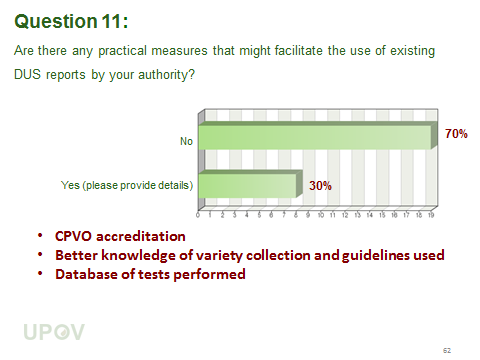 Question 11:
Are there any practical measures that might facilitate the use of existing
DUS reports by your authority?
No
70%
Yes (please provide details)
30%
0 1 2 3 4 5 6 7 8 9 10 11 12 13 14 15 16 17 18 19
• CPVO accreditation
• Better knowledge of variety collection and guidelines used
• Database of tests performed
UPOV
62